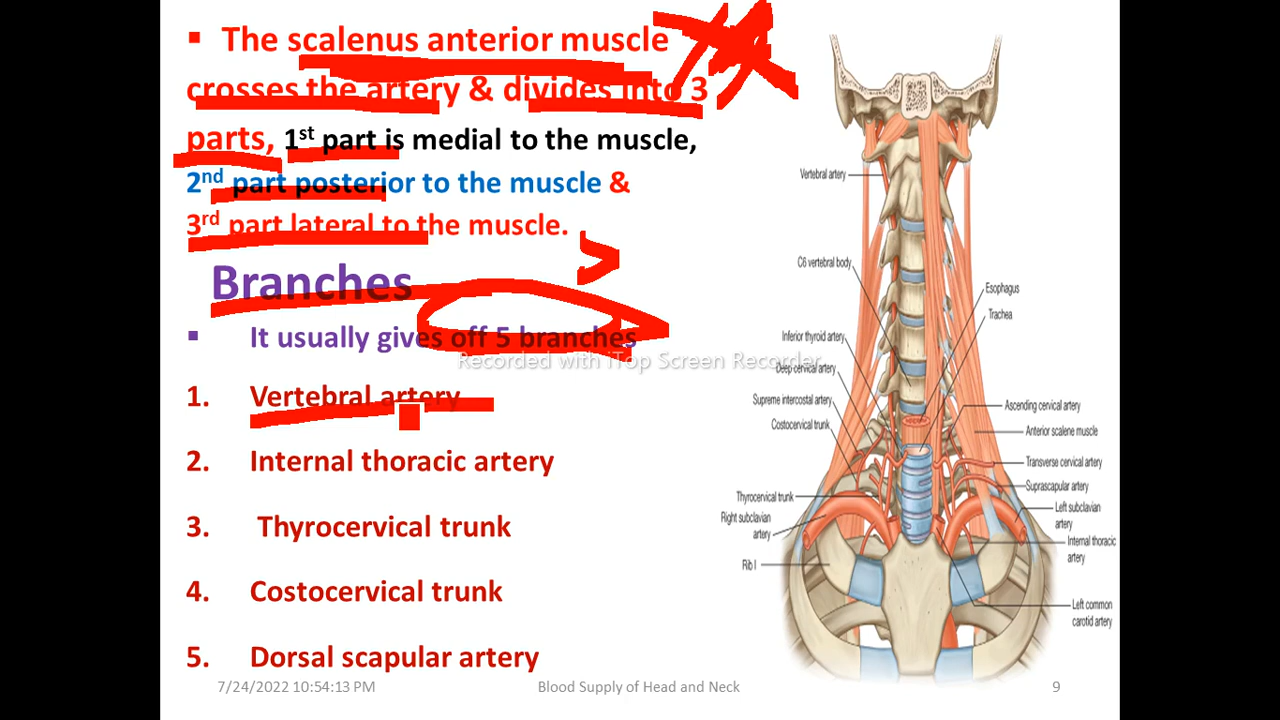 ▪ The scalenus anterior muscle
crosses the artery & divides into 3
parts, 1st part is medial to the muscle,
2nd part posterior to the muscle &
3rd part lateral to the muscle.
Branches
▪ It usually gives off 5 branches
Recorded with iTop Screen Recorder
1. Vertebral artery
2. Internal thoracic artery
3. Thyrocervical trunk
4. Costocervical trunk
5. Dorsal scapular artery
Vertebral artery
C6 vertebral body
Esophagus
Trachea
Inferior thyroid artery
Deep cervical artery
Supreme intercostal artery
Costocervical trunk
Ascending cervical artery
Anterior scalene muscle
Transverse cervical artery
Suprascapular artery
Thyrocervical trunk
Right subclavian
artery
Left subclavian
artery
Internal thoracic
artery
Rib I
Left common
carotid artery
7/24/2022 10:54:13 PM
Blood Supply of Head and Neck
9